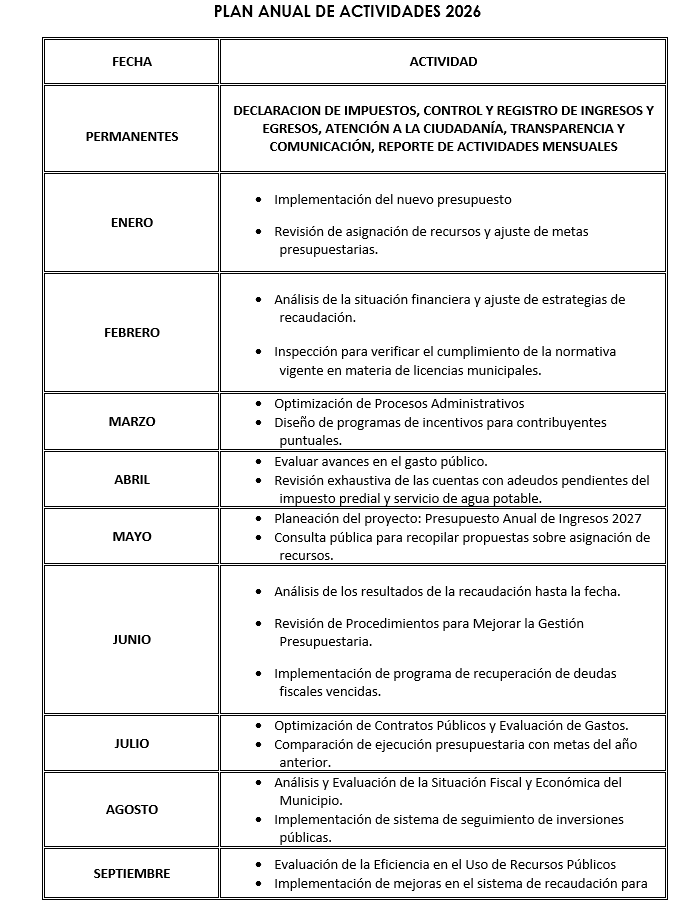 PLAN ANUAL DE ACTIVIDADES 2026
FECHA
ACTIVIDAD
PERMANENTES
DECLARACION DE IMPUESTOS, CONTROL Y REGISTRO DE INGRESOS Y
EGRESOS, ATENCIÓN A LA CIUDADANÍA, TRANSPARENCIA Y
COMUNICACIÓN, REPORTE DE ACTIVIDADES MENSUALES
ENERO
• Implementación del nuevo presupuesto
• Revisión de asignación de recursos y ajuste de metas
presupuestarias.
FEBRERO
• Análisis de la situación financiera y ajuste de estrategias de
recaudación.
• Inspección para verificar el cumplimiento de la normativa
vigente en materia de licencias municipales.
MARZO
• Optimización de Procesos Administrativos
• Diseño de programas de incentivos para contribuyentes
puntuales.
ABRIL
• Evaluar avances en el gasto público.
• Revisión exhaustiva de las cuentas con adeudos pendientes del
impuesto predial y servicio de agua potable.
MAYO
• Planeación del proyecto: Presupuesto Anual de Ingresos 2027
• Consulta pública para recopilar propuestas sobre asignación de
recursos.
JUNIO
• Análisis de los resultados de la recaudación hasta la fecha.
• Revisión de Procedimientos para Mejorar la Gestión
Presupuestaria.
• Implementación de programa de recuperación de deudas
fiscales vencidas.
JULIO
• Optimización de Contratos Públicos y Evaluación de Gastos.
• Comparación de ejecución presupuestaria con metas del año
anterior.
AGOSTO
• Análisis y Evaluación de la Situación Fiscal y Económica del
Municipio.
• Implementación de sistema de seguimiento de inversiones
públicas.
SEPTIEMBRE
• Evaluación de la Eficiencia en el Uso de Recursos Públicos
• Implementación de mejoras en el sistema de recaudación para